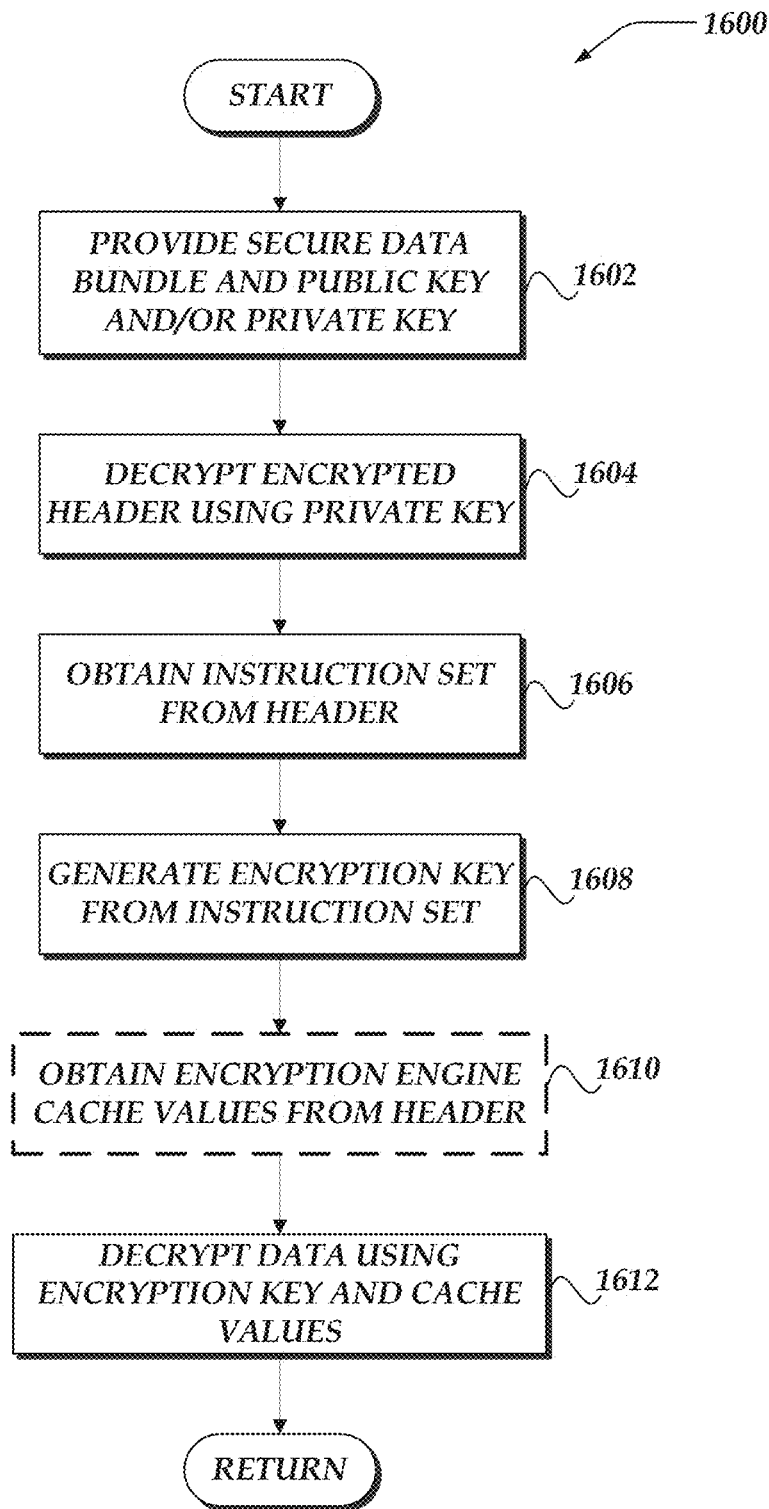 1600
START
PROVIDE SECURE DATA
BUNDLE AND PUBLIC KEY
AND/OR PRIVATE KEY
1602
DECRYPT ENCRYPTED
HEADER USING PRIVATE KEY
1604
OBTAIN INSTRUCTION SET
FROM HEADER
1606
GENERATE ENCRYPTION KEY
FROM INSTRUCTION SET
1608
OBTAIN ENCRYPTION ENGINE
CACHE VALUES FROM HEADER
1610
DECRYPT DATA USING
ENCRYPTION KEY AND CACHE
VALUES
1612
RETURN